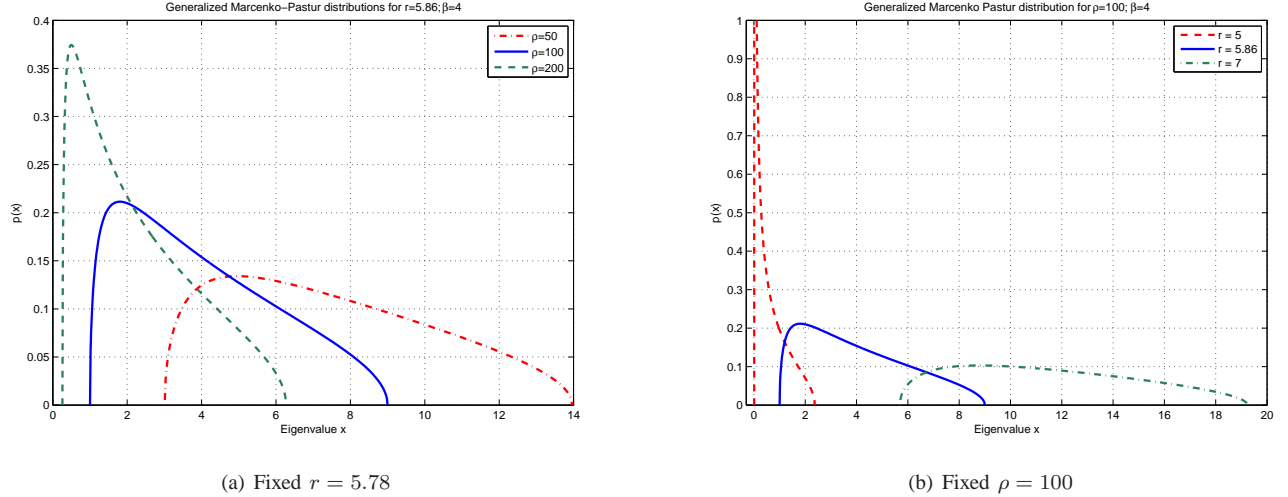 Generalized Marcenko−Pastur distributions for r=5.86;β=4
0.4
0.35
0.3
0.25
0.2
0.15
0.1
0.05
0
p(x)
ρ=50
ρ=100
ρ=200
0 2 4 6 8 10 12 14
Eigenvalue x
(a) Fixed r = 5.78
Generalized Marcenko Pastur distribution for ρ=100; β=4
1
0.9
0.8
0.7
0.6
0.5
0.4
0.3
0.2
0.1
0
p(x)
r = 5
r = 5.86
r = 7
0 2 4 6 8 10 12 14 16 18 20
Eigenvalue x
(b) Fixed ρ = 100